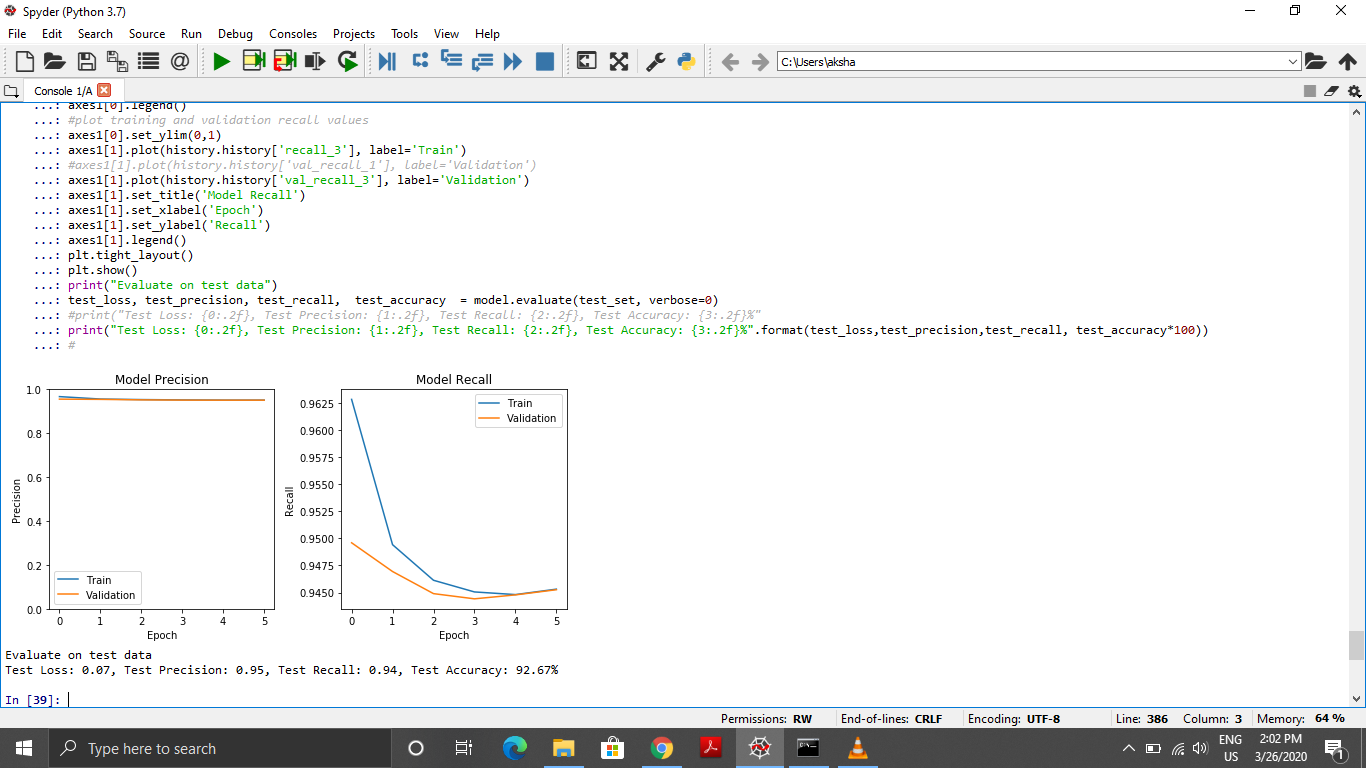 Spyder (Python 3.7)
File Edit Search Source Run Debug Consoles Projects Tools View Help
C:\Users\aksha
Console 1/A
...: axes1[0].legend()
...: #plot training and validation recall values
...: axes1[0].set_ylim(0,1)
...: axes1[1].plot(history.history['recall_3'], label='Train')
...: #axes1[1].plot(history.history['val_recall_1'], label='Validation')
...: axes1[1].plot(history.history['val_recall_3'], label='Validation')
...: axes1[1].set_title('Model Recall')
...: axes1[1].set_xlabel('Epoch')
...: axes1[1].set_ylabel('Recall')
...: axes1[1].legend()
...: plt.tight_layout()
...: plt.show()
...: print("Evaluate on test data")
...: test_loss, test_precision, test_recall,  test_accuracy  = model.evaluate(test_set, verbose=0)
...: #print("Test Loss: {0:.2f}, Test Precision: {1:.2f}, Test Recall: {2:.2f}, Test Accuracy: {3:.2f}%"
...: print("Test Loss: {0:.2f}, Test Precision: {1:.2f}, Test Recall: {2:.2f}, Test Accuracy: {3:.2f}%".format(test_loss,test_precision,test_recall, test_accuracy*100))
...: #
Model Precision
1.0
0.8
0.6
0.4
0.2
0.0
Precision
Train
Validation
0 1 2 3 4 5
Epoch
Model Recall
0.9625
0.9600
0.9575
0.9550
0.9525
0.9500
0.9475
0.9450
Recall
Train
Validation
0 1 2 3 4 5
Epoch
Evaluate on test data
Test Loss: 0.07, Test Precision: 0.95, Test Recall: 0.94, Test Accuracy: 92.67%
In [39]:
Permissions: RW End-of-lines: CRLF Encoding: UTF-8 Line: 386 Column: 3 Memory: 64 %
Type here to search
ENG
US
2:02 PM
3/26/2020
1